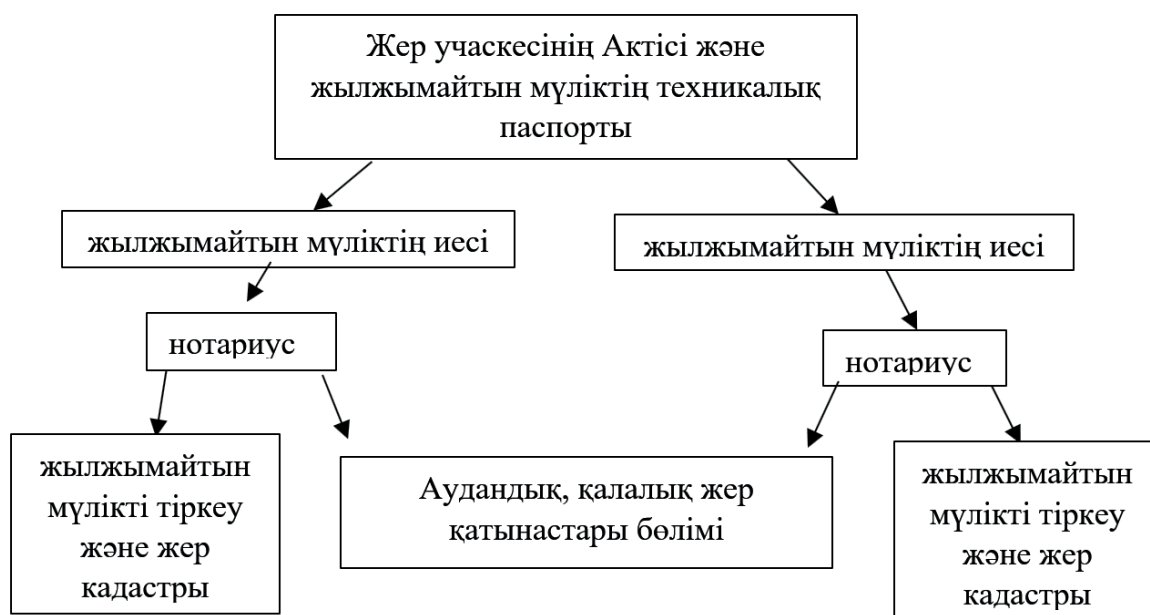 Жер учаскесінің Актісі және
жылжымайтын мүліктің техникалық
паспорты
жылжымайтын мүліктің иесі
жылжымайтын мүліктің иесі
нотариус
нотариус
жылжымайтын
мүлікті тіркеу
және жер
кадастры
Аудандық, қалалық жер
қатынастары бөлімі
жылжымайтын
мүлікті тіркеу
және жер
кадастры